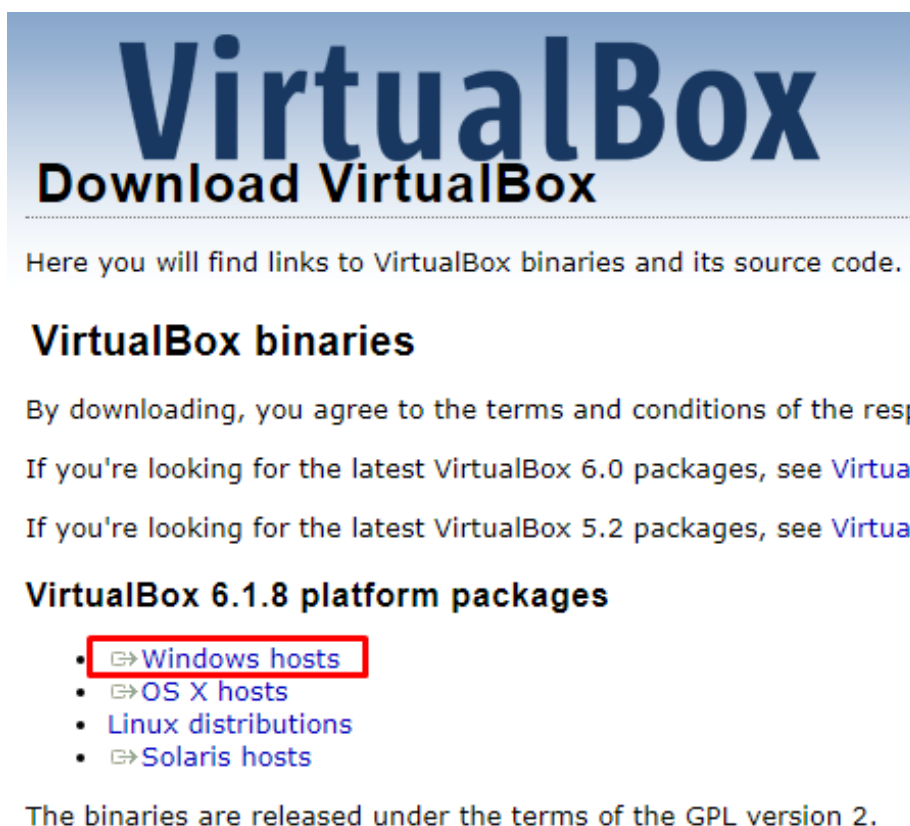 VirtualBox
Download VirtualBox
Here you will find links to VirtualBox binaries and its source code.
VirtualBox binaries
By downloading, you agree to the terms and conditions of the
If you're looking for the latest VirtualBox 6.0 packages, see
If you're looking for the latest VirtualBox 5.2 packages, see
VirtualBox 6.1.8 platform packages
Windows hosts
OS X hosts
Linux distributions
Solaris hosts
The binaries are released under the terms of the GPL version 2.